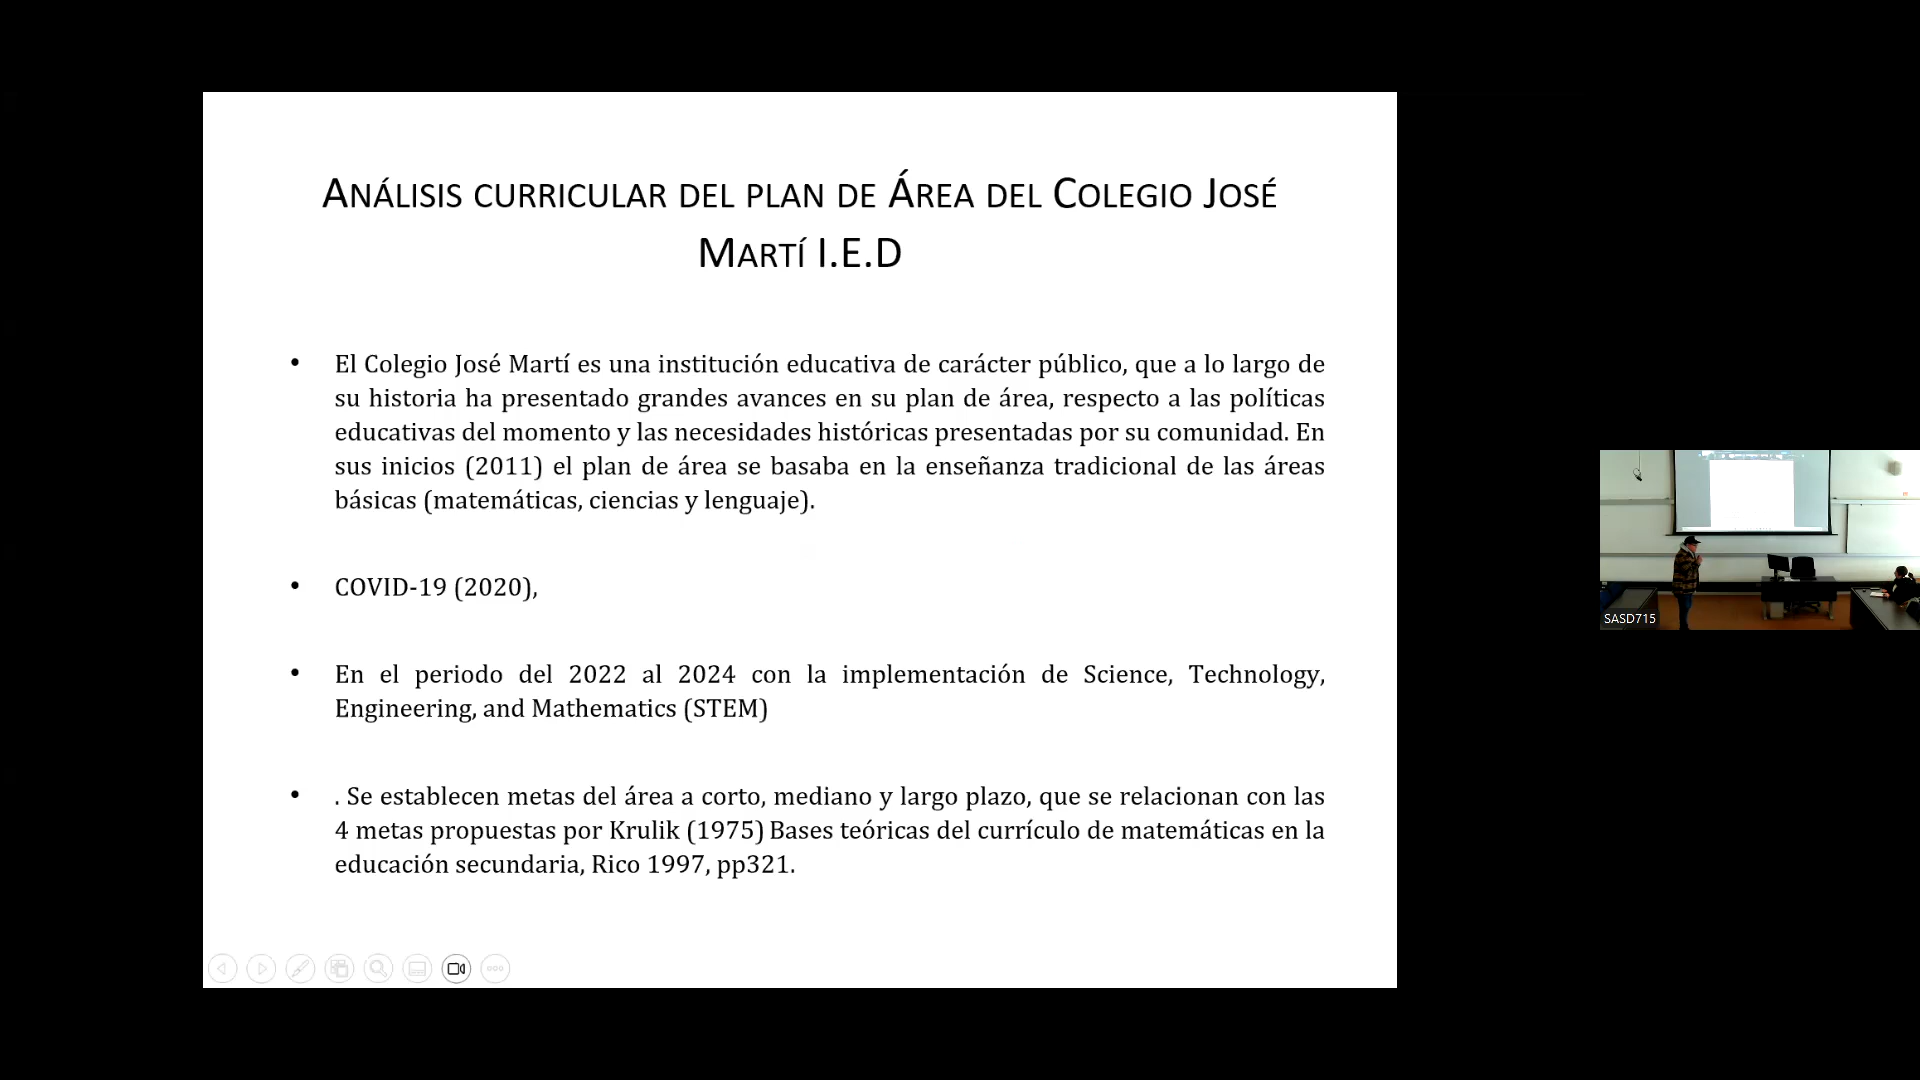 Análisis curricular del plan de Área del Colegio José
Martí I.E.D
• El Colegio José Martí es una institución educativa de carácter público, que a lo largo de
su historia ha presentado grandes avances en su plan de área, respecto a las políticas
educativas del momento y las necesidades históricas presentadas por su comunidad. En
sus inicios (2011) el plan de área se basaba en la enseñanza tradicional de las áreas
básicas (matemáticas, ciencias y lenguaje).
• COVID-19 (2020),
• En el periodo del 2022 al 2024 con la implementación de Science, Technology,
Engineering, and Mathematics (STEM)
• . Se establecen metas del área a corto, mediano y largo plazo, que se relacionan con las
4 metas propuestas por Krulik (1975) Bases teóricas del currículo de matemáticas en la
educación secundaria, Rico 1997, pp321.
SASD715